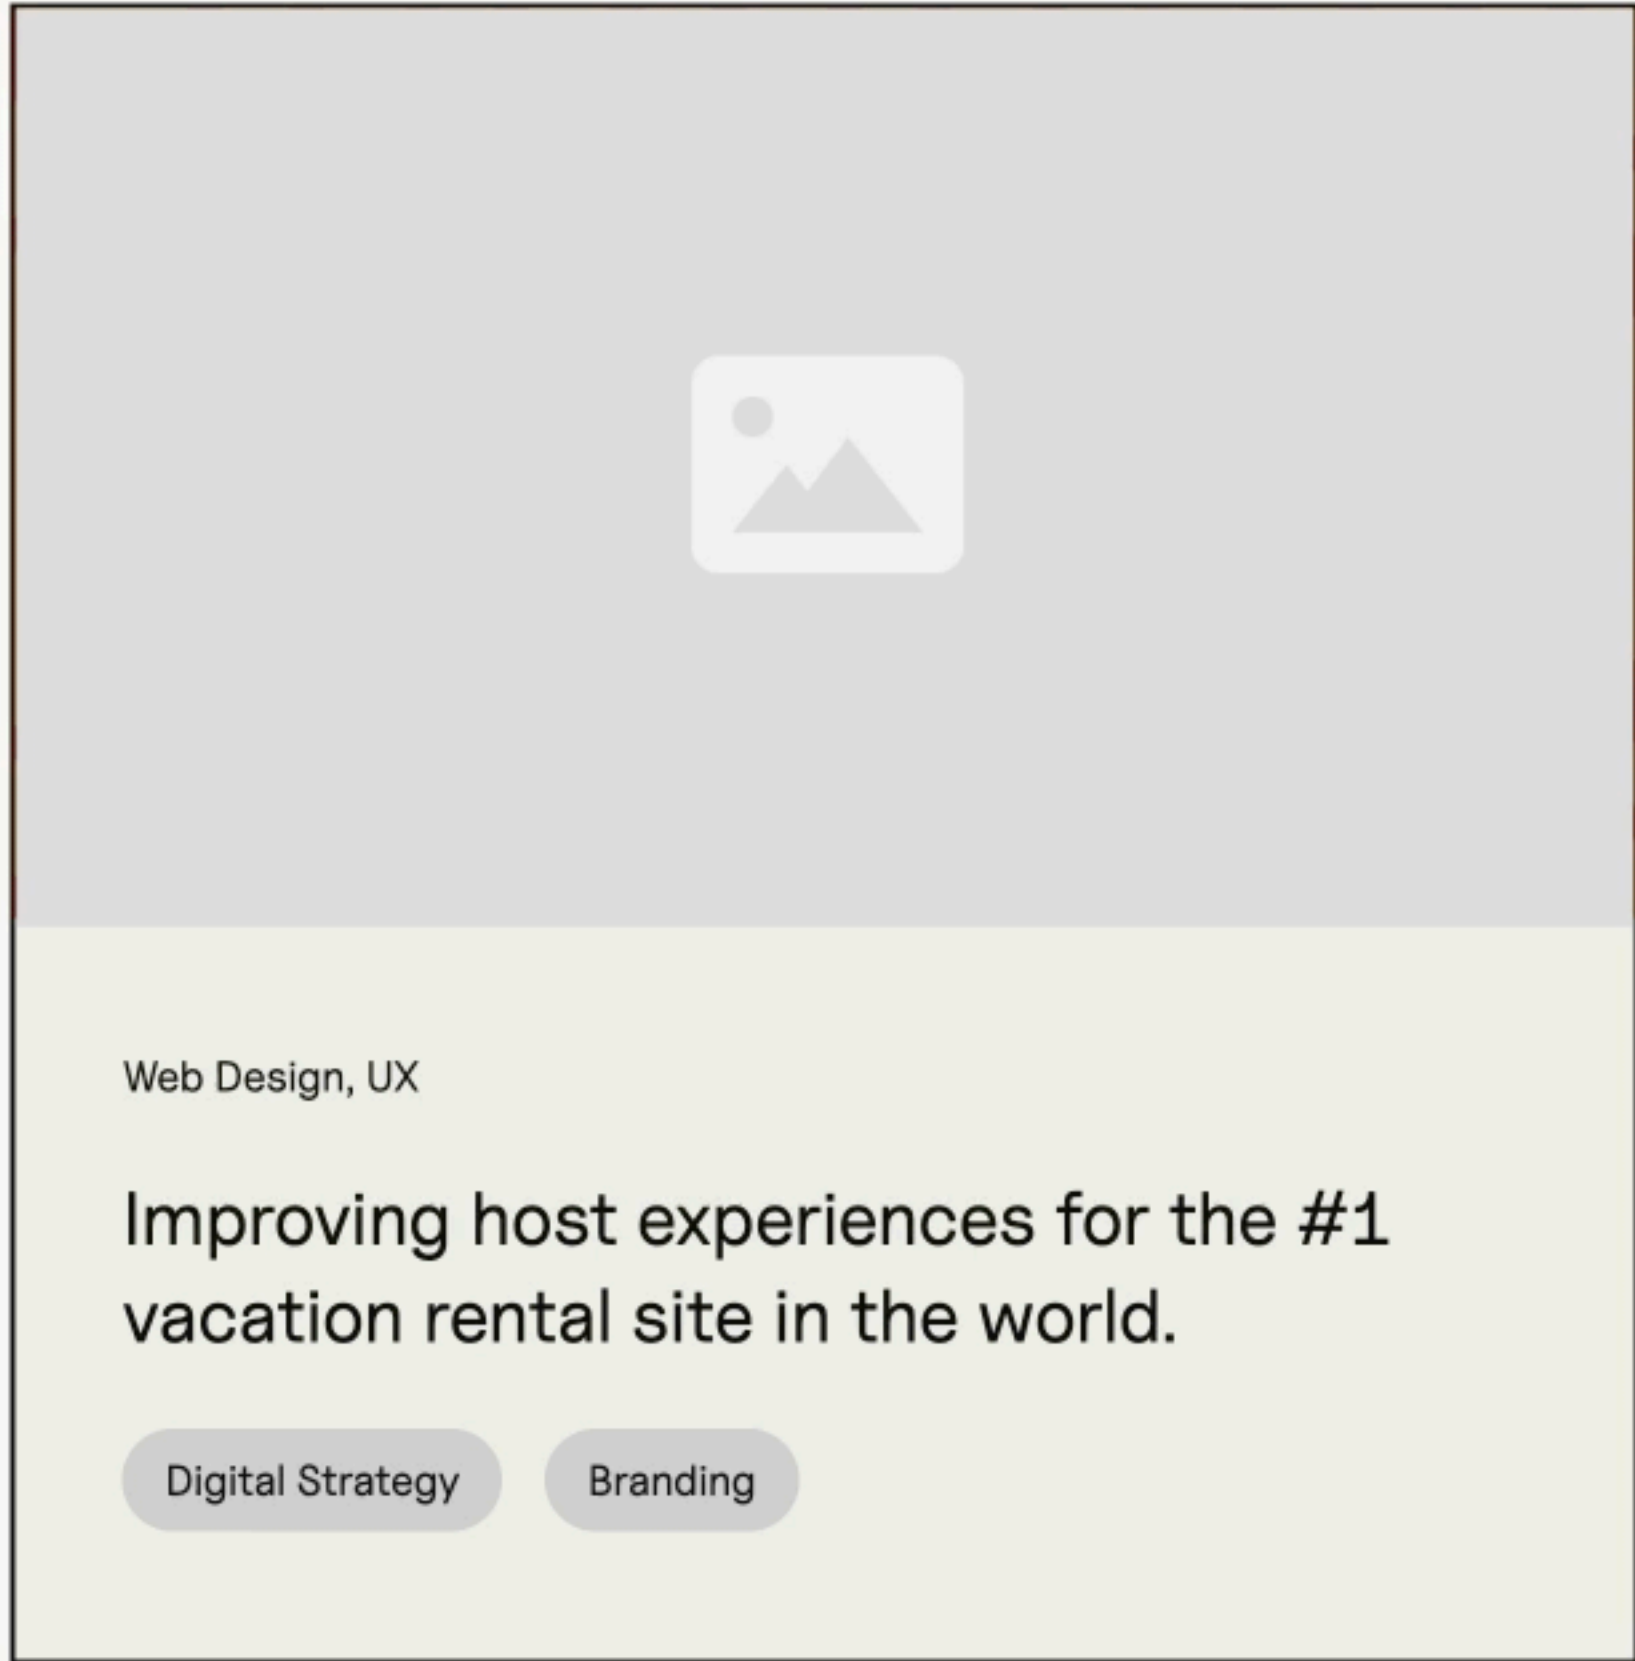 Web Design, UX
Improving host experiences for the #1
vacation rental site in the world.
Digital Strategy
Branding